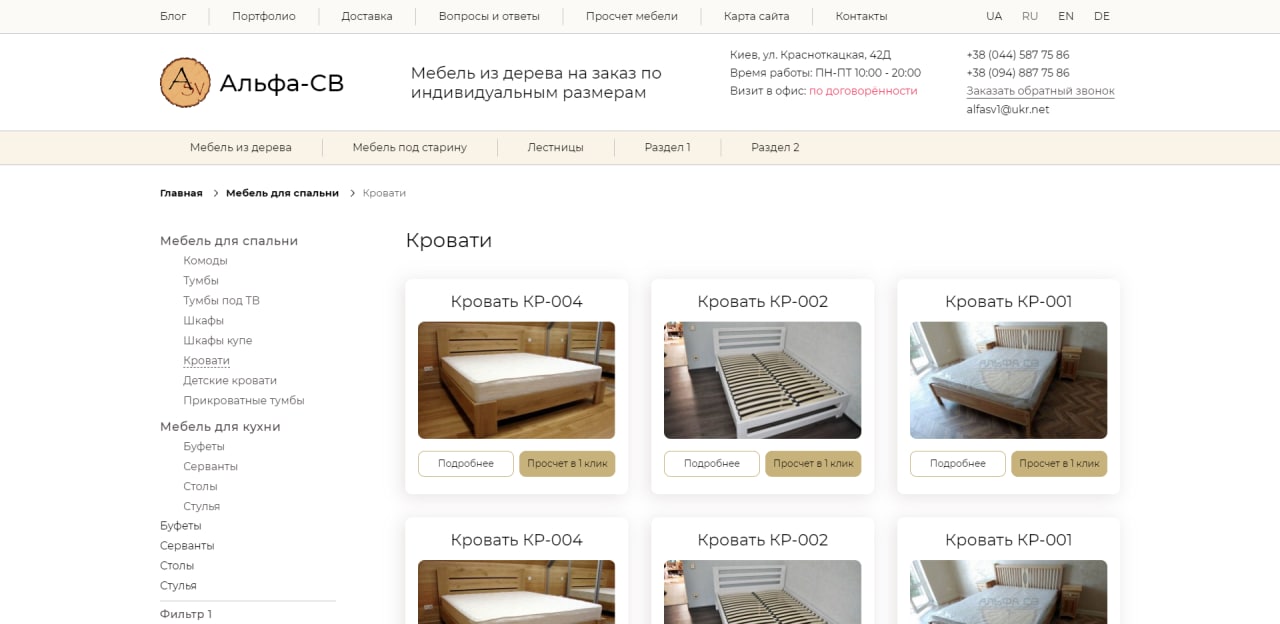 Блог Портфолио Доставка Вопросы и ответы Просчет мебели Карта сайта Контакты UA RU EN DE
ASV Альфа-СВ
Мебель из дерева на заказ по
индивидуальным размерам
Киев, ул. Красноткацкая, 42Д
Время работы: ПН-ПТ 10:00 - 20:00
Визит в офис: по договорённости
+38 (044) 587 75 86
+38 (094) 887 75 86
Заказать обратный звонок
alfasv1@ukr.net
Мебель из дерева Мебель под старину Лестницы Раздел 1 Раздел 2
Главная > Мебель для спальни > Кровати
Мебель для спальни
Комоды
Тумбы
Тумбы под ТВ
Шкафы
Шкафы купе
Кровати
Детские кровати
Прикроватные тумбы
Мебель для кухни
Буфеты
Серванты
Столы
Стулья
Буфеты
Серванты
Столы
Стулья
Фильтр 1
Кровати
Кровать КР-004
Подробнее Просчет в 1 клик
Кровать КР-002
Подробнее Просчет в 1 клик
Кровать КР-001
АЛЬФА СВ
Подробнее Просчет в 1 клик
Кровать КР-004
Кровать КР-002
Кровать КР-001
АЛЬФА СВ